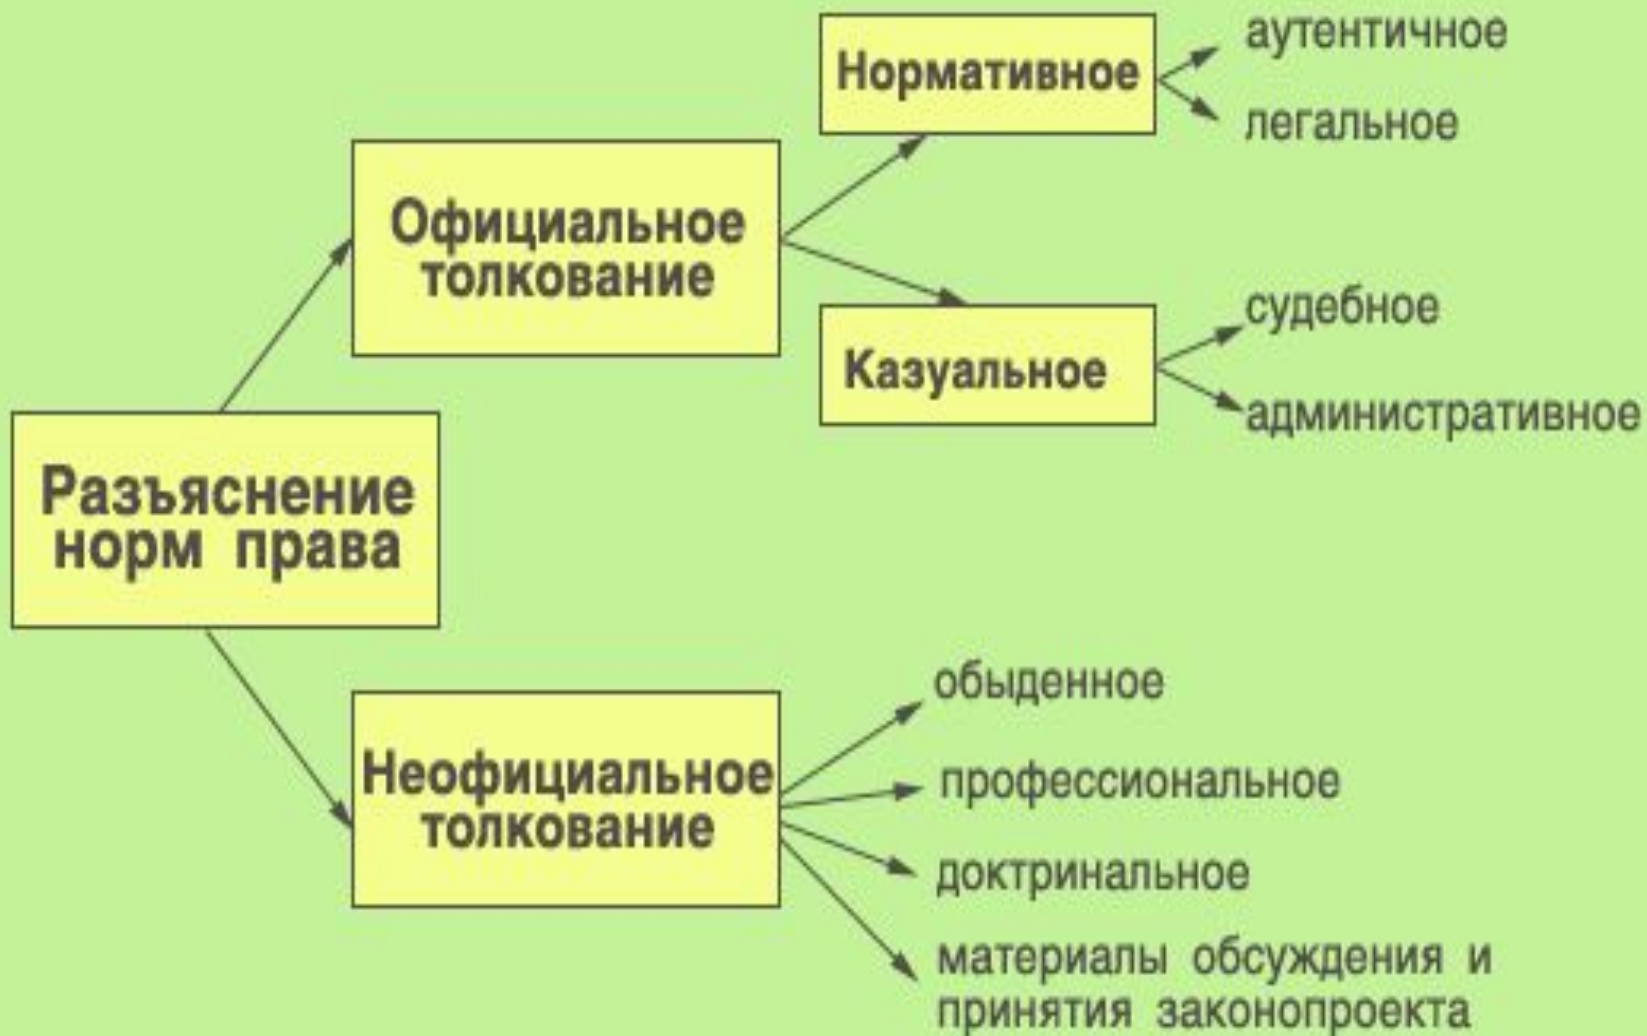 Разъяснение
норм права
Официальное
толкование
Нормативное
аутентичное
легальное
Казуальное
судебное
административное
Неофициальное
толкование
обыденное
профессиональное
доктринальное
материалы обсуждения и
принятия законопроекта